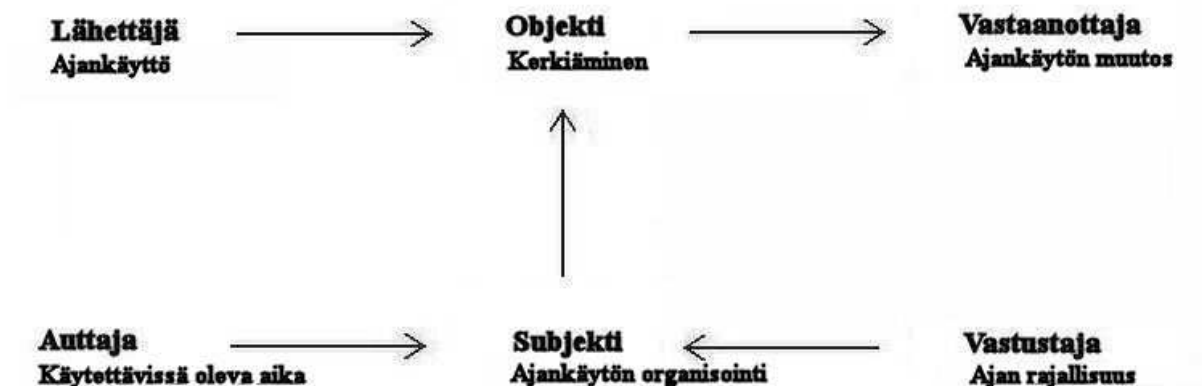 Lähettäjä
Ajankäyttö
Objekti
Kerkiäminen
Vastaanottaja
Ajankäytön muutos
Auttaja
Käytettävissä oleva aika
Subjekti
Ajankäytön organisointi
Vastustaja
Ajan rajallisuus